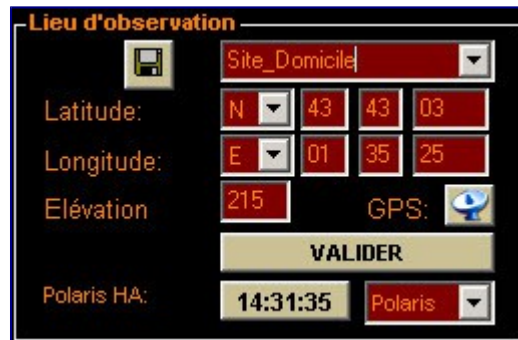 Lieu d'observation
Site_Domicile
Latitude: N 43 43 03
Longitude: E 01 35 25
Elévation 215 GPS:
VALIDER
Polaris HA: 14:31:35 Polaris